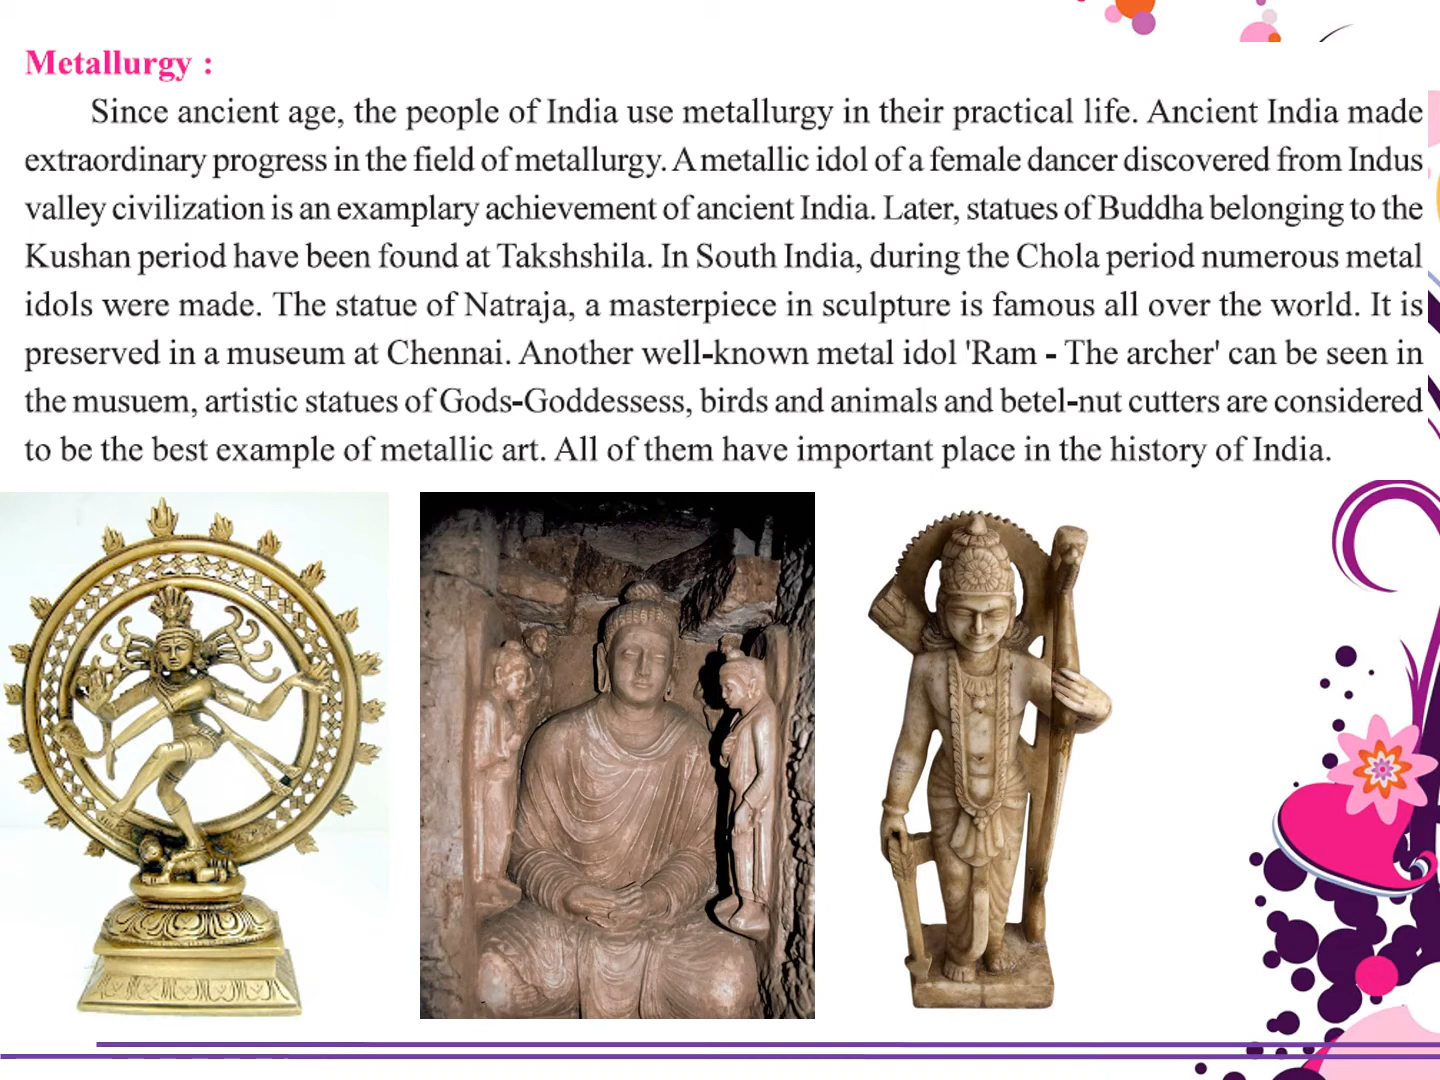 Metallurgy :
Since ancient age, the people of India use metallurgy in their practical life. Ancient India made
extraordinary progress in the field of metallurgy. A metallic idol of a female dancer discovered from Indus
valley civilization is an examplary achievement of ancient India. Later, statues of Buddha belonging to the
Kushan period have been found at Takshshila. In South India, during the Chola period numerous metal
idols were made. The statue of Natraja, a masterpiece in sculpture is famous all over the world. It is
preserved in a museum at Chennai. Another well-known metal idol 'Ram - The archer' can be seen in
the musuem, artistic statues of Gods-Goddessess, birds and animals and betel-nut cutters are considered
to be the best example of metallic art. All of them have important place in the history of India.